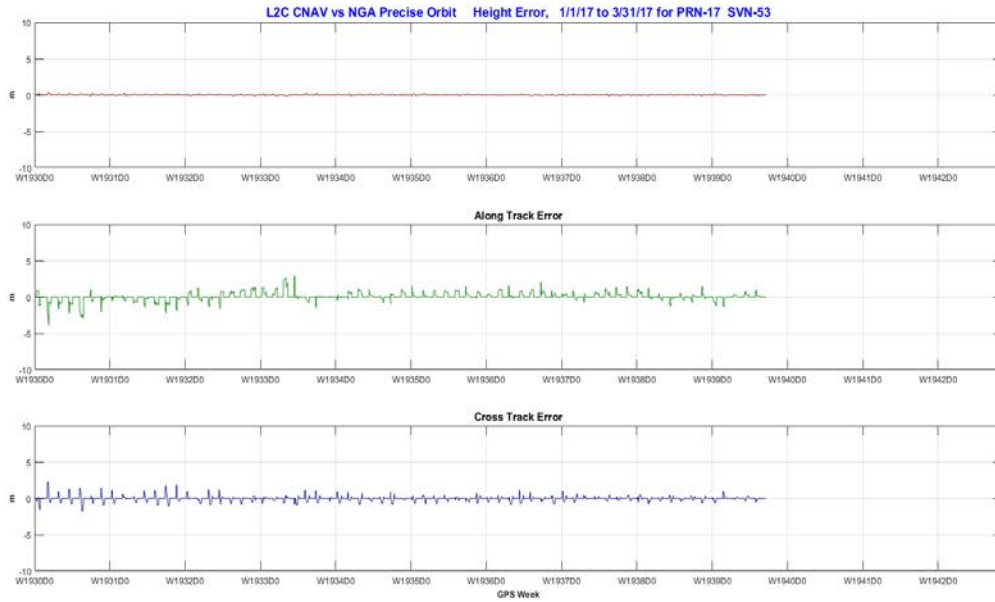 L2C CNAV vs NGA Precise Orbit Height Error, 1/1/17 to 3/31/17 for PRN-17 SVN-53
10
5
m
0
-5
-10
W1930D0 W1931D0 W1932D0 W1933D0 W1934D0 W1935D0 W1936D0 W1937D0 W1938D0 W1939D0 W1940D0 W1941D0 W1942D0
Along Track Error
10
5
m
0
-5
-10
W1930D0 W1931D0 W1932D0 W1933D0 W1934D0 W1935D0 W1936D0 W1937D0 W1938D0 W1939D0 W1940D0 W1941D0 W1942D0
Cross Track Error
10
5
m
0
-5
-10
W1930D0 W1931D0 W1932D0 W1933D0 W1934D0 W1935D0 W1936D0 W1937D0 W1938D0 W1939D0 W1940D0 W1941D0 W1942D0
GPS Week